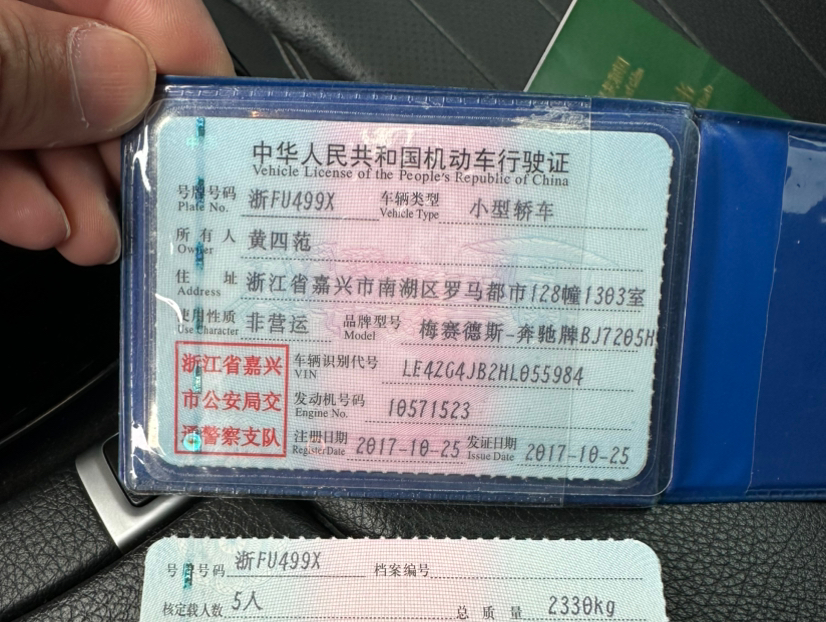 中华人民共和国机动车行驶证
Vehicle License of the People's Republic of China
号牌号码 浙FU499X 车辆类型 小型轿车
Plate No. Vehicle Type
所有人 黄四范
Owner
住址 浙江省嘉兴市南湖区罗马都市128幢1303室
Address
使用性质 非营运 品牌型号 梅赛德斯-奔驰牌BJ7205H
Use Character Model
浙江省嘉兴
市公安局交
通警察支队
车辆识别代号 LE4ZG4JB2HL055984
VIN
发动机号码 10571523
Engine No.
注册日期 2017-10-25 发证日期 2017-10-25
Register Date Issue Date
号牌号码 浙FU499X 档案编号
核定载人数 5人 总质量 2330kg